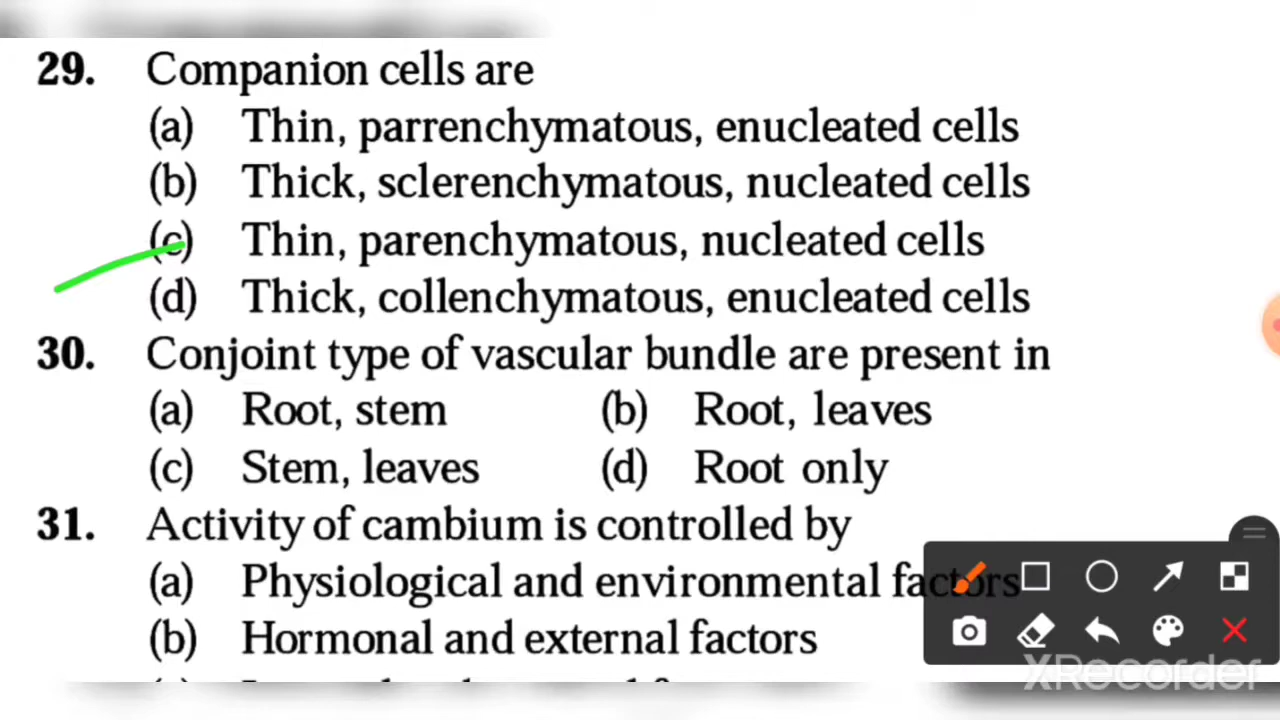 29. Companion cells are
(a) Thin, parrenchymatous, enucleated cells
(b) Thick, sclerenchymatous, nucleated cells
(c) Thin, parenchymatous, nucleated cells
(d) Thick, collenchymatous, enucleated cells
30. Conjoint type of vascular bundle are present in
(a) Root, stem (b) Root, leaves
(c) Stem, leaves (d) Root only
31. Activity of cambium is controlled by
(a) Physiological and environmental factors
(b) Hormonal and external factors
XRecorder